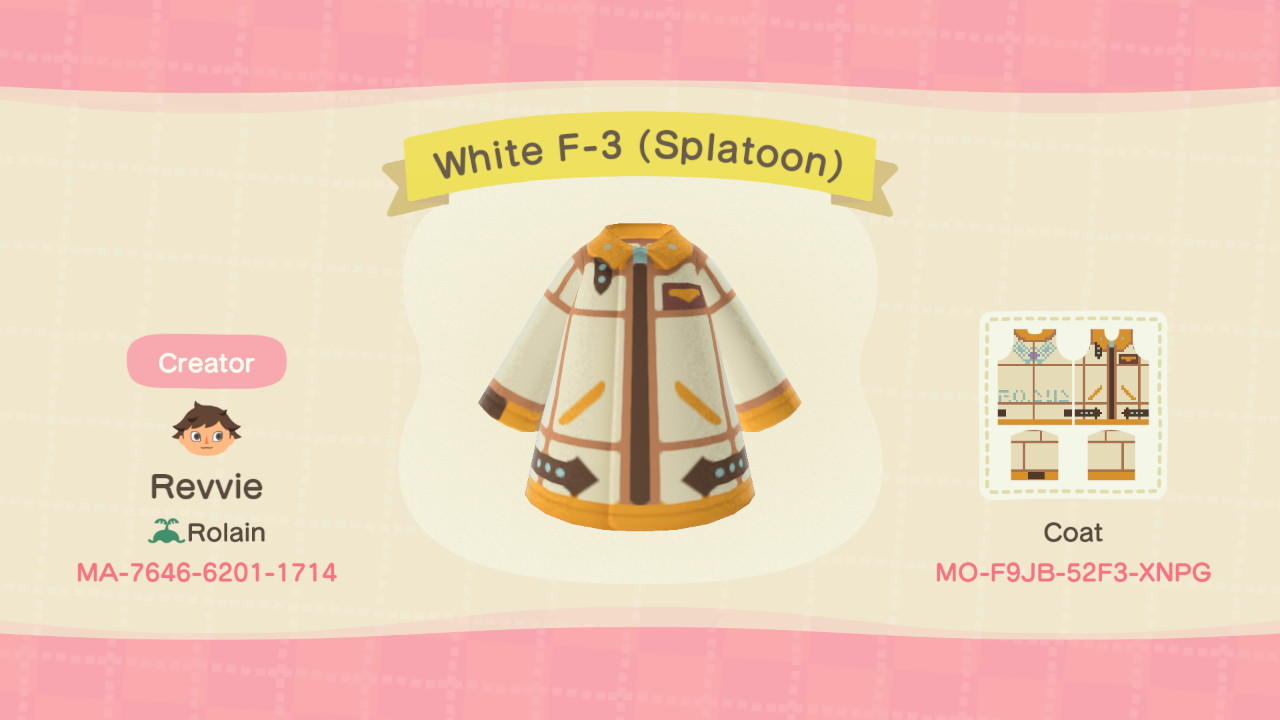 White F-3 (Splatoon)
Creator
Revvie
Rolain
MA-7646-6201-1714
Coat
MO-F9JB-52F3-XNPG